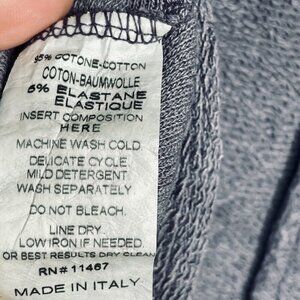 95% COTONE-COTTON
COTON-BAUMWOLLE
5% ELASTANE
ELASTIQUE
INSERT COMPOSITION
HERE
MACHINE WASH COLD
DELICATE CYCLE.
MILD DETERGENT.
WASH SEPARATELY
DO NOT BLEACH.
LINE DRY.
LOW IRON IF NEEDED.
OR BEST RESULTS DRY CLEAN
RN# 11467
MADE IN ITALY